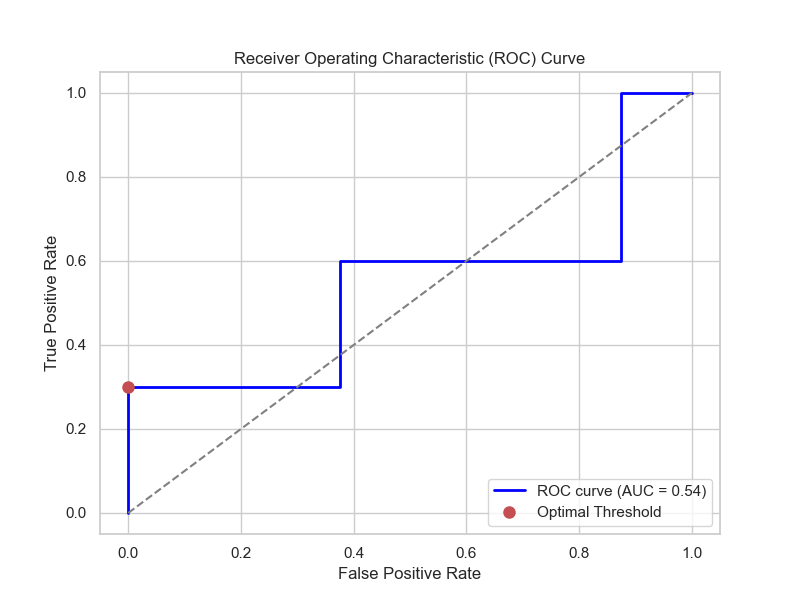 Receiver Operating Characteristic (ROC) Curve
True Positive Rate
1.0
0.8
0.6
0.4
0.2
0.0
ROC curve (AUC = 0.54)
Optimal Threshold
0.0 0.2 0.4 0.6 0.8 1.0
False Positive Rate